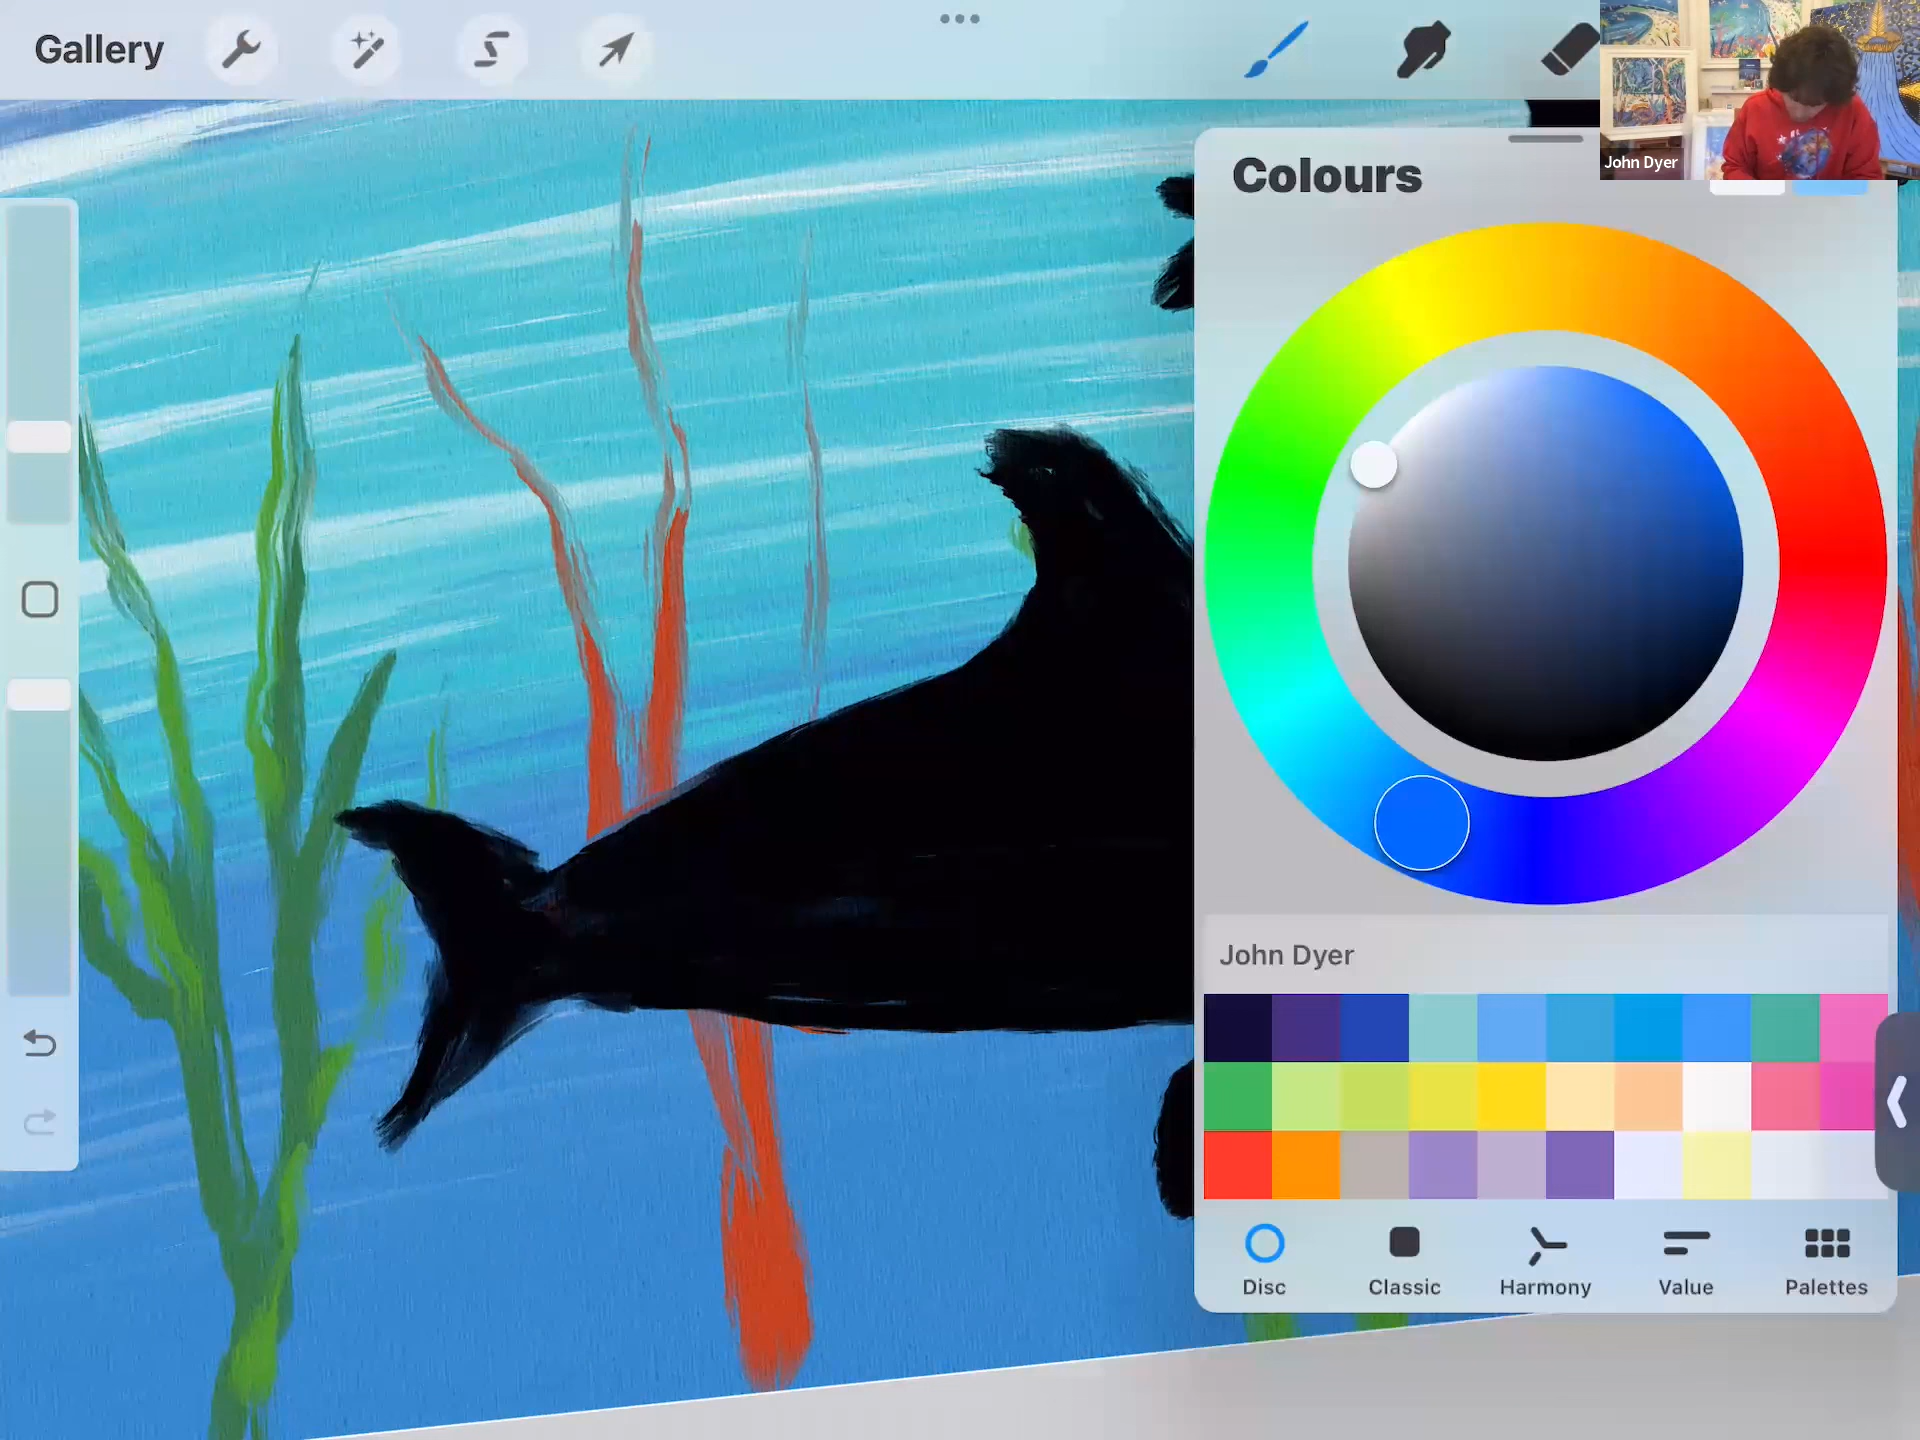 Gallery
John Dyer
Colours
John Dyer
Disc
Classic
Harmony
Value
Palettes